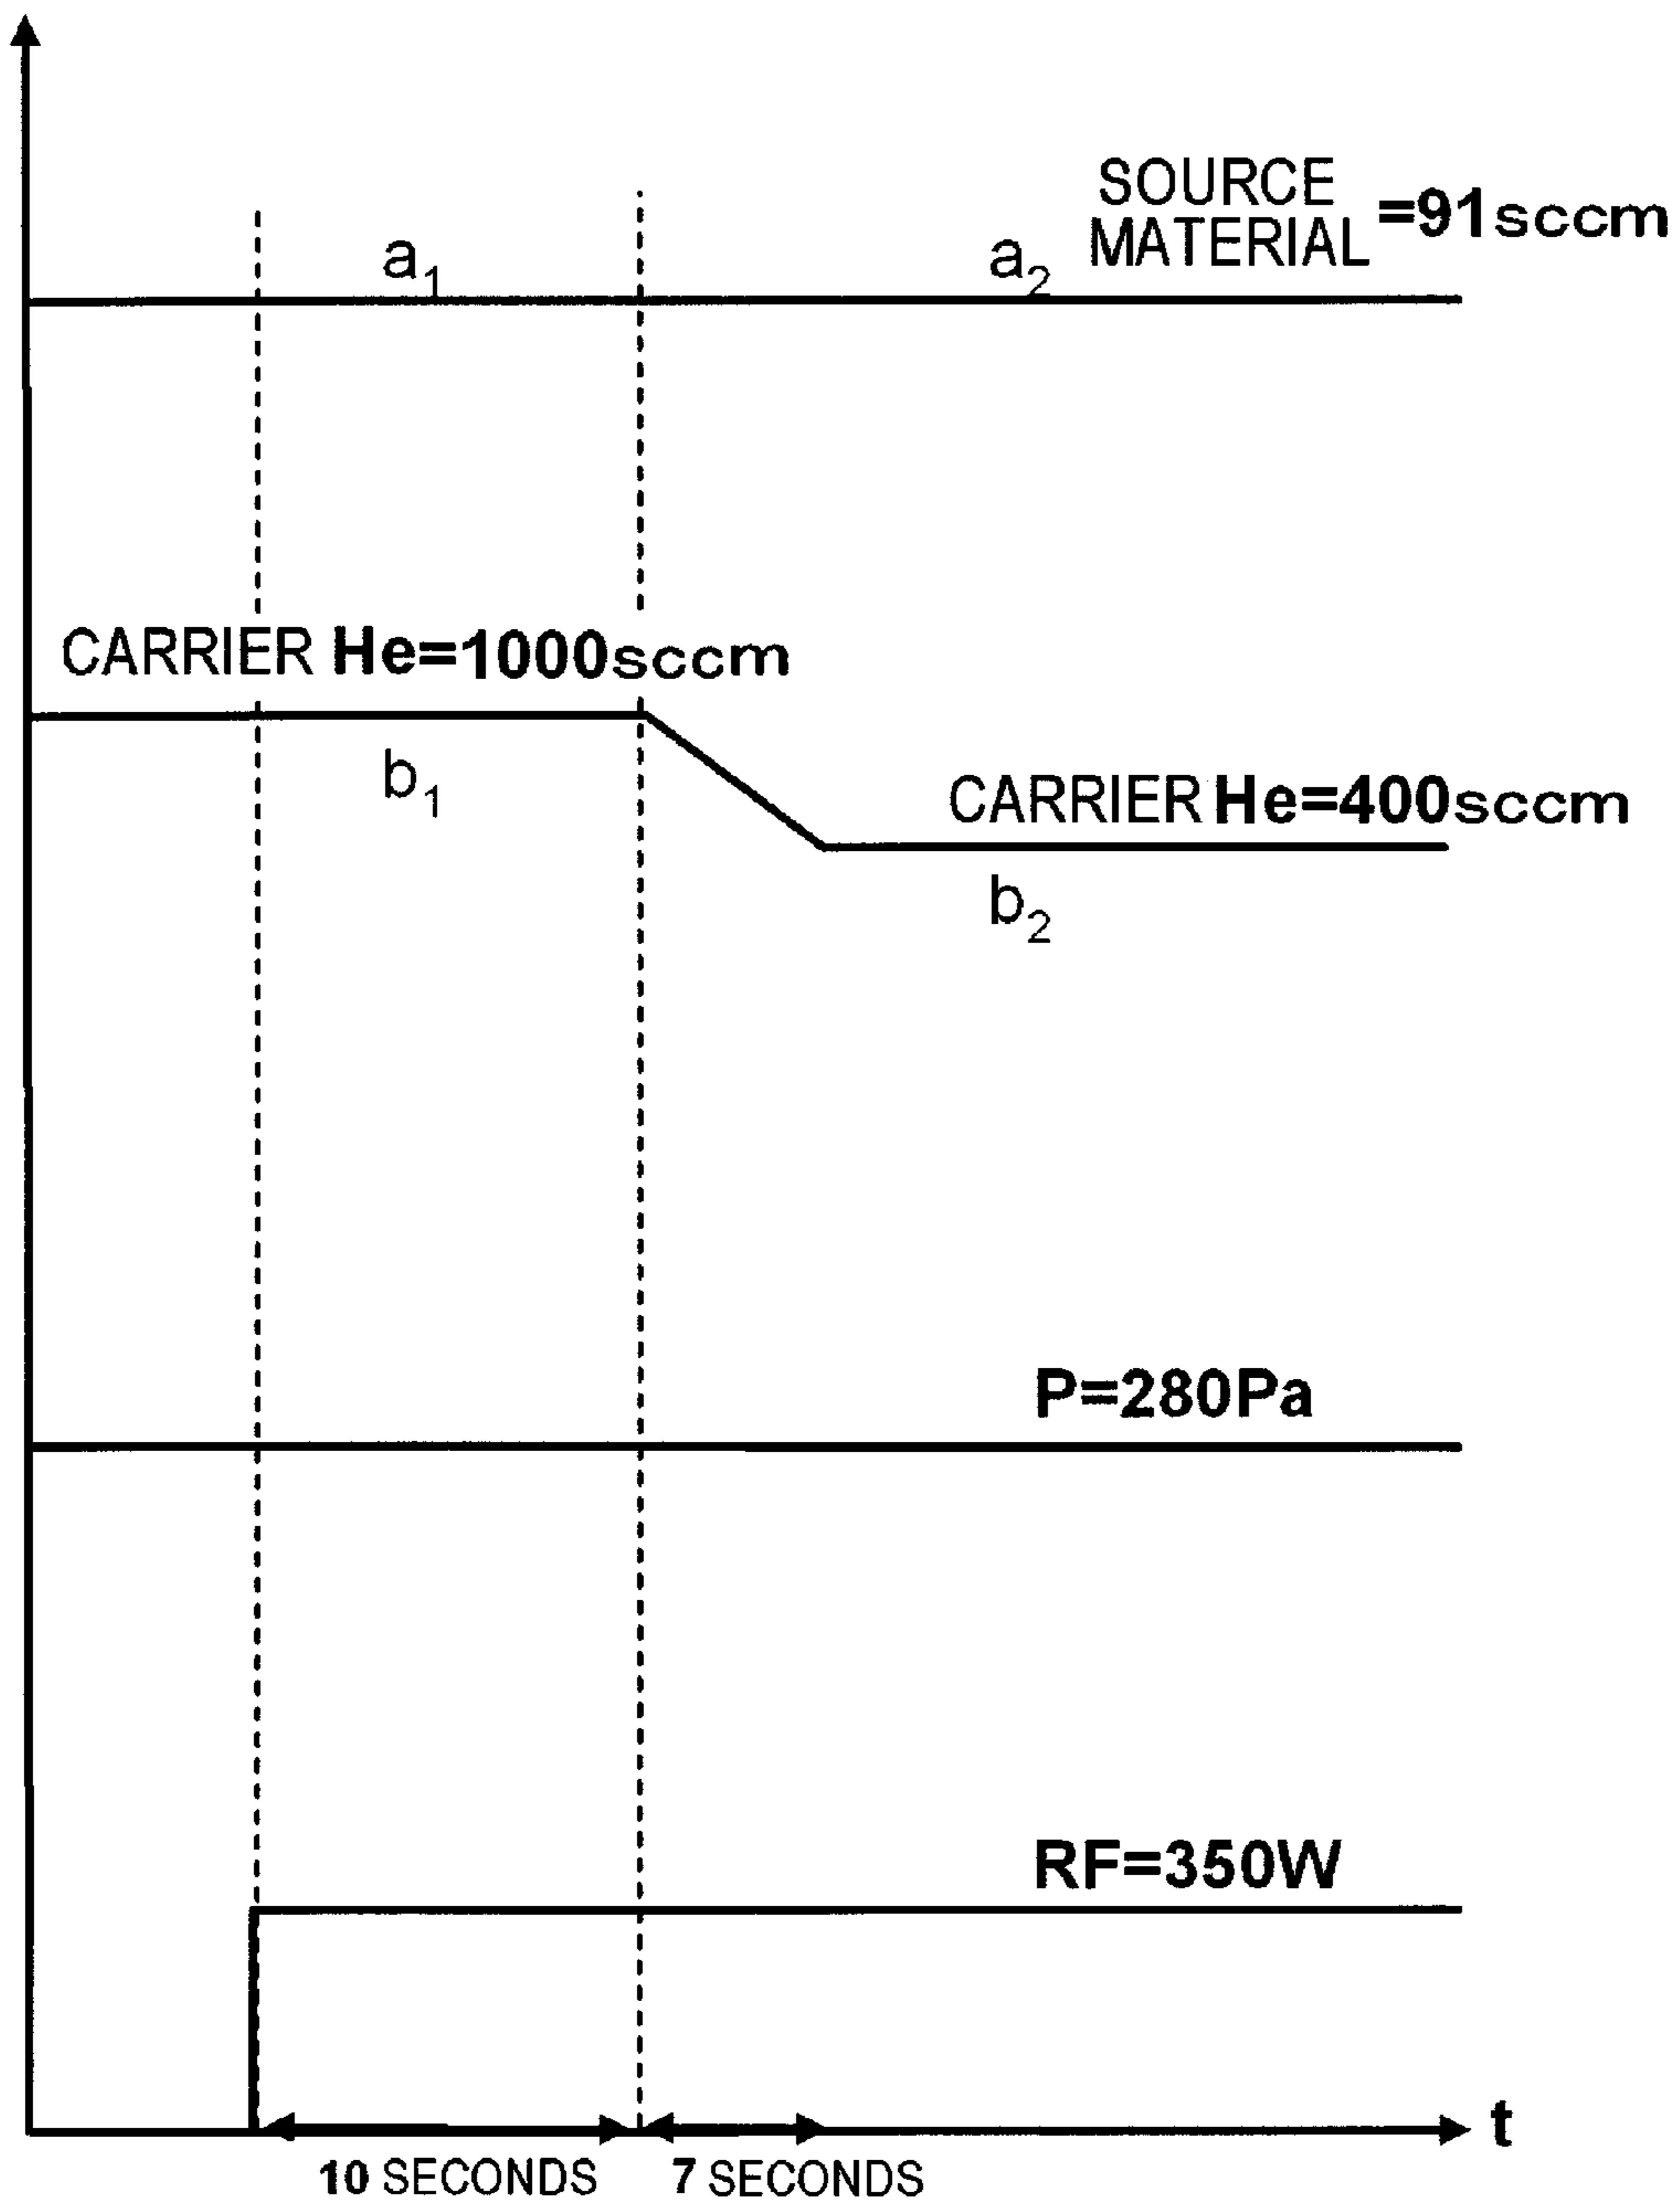 SOURCE
MATERIAL =91sccm
a1
a2
CARRIER He=1000sccm
b1
CARRIER He=400sccm
b2
P=280Pa
RF=350W
t
10 SECONDS
7 SECONDS